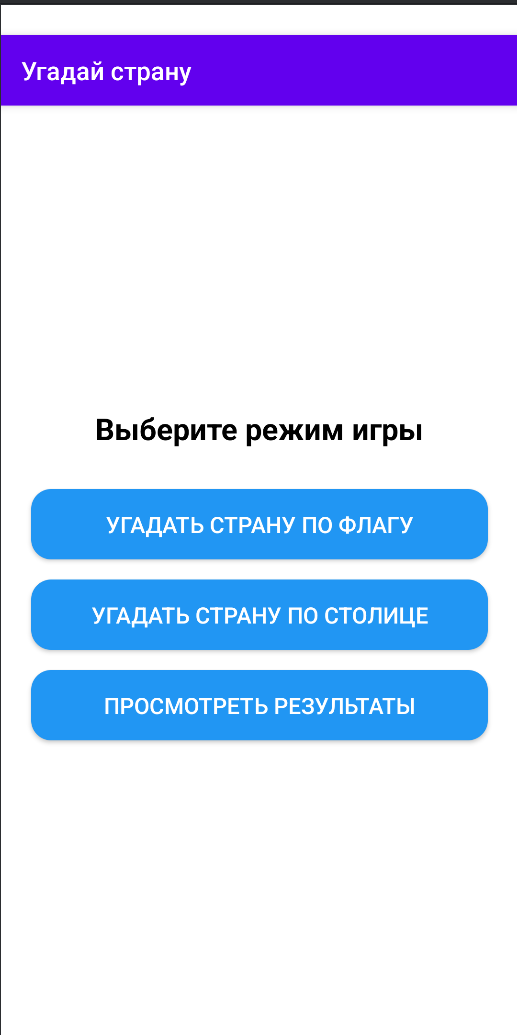 Угадай страну
Выберите режим игры
УГАДАТЬ СТРАНУ ПО ФЛАГУ
УГАДАТЬ СТРАНУ ПО СТОЛИЦЕ
ПРОСМОТРЕТЬ РЕЗУЛЬТАТЫ